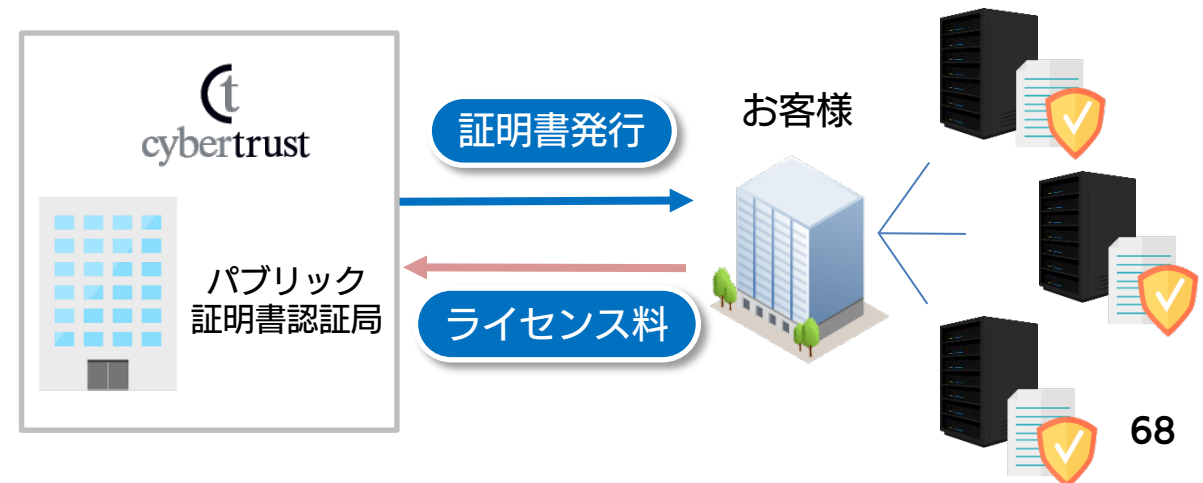 cybertrust
パブリック
証明書認証局
証明書発行
ライセンス料
お客様
68